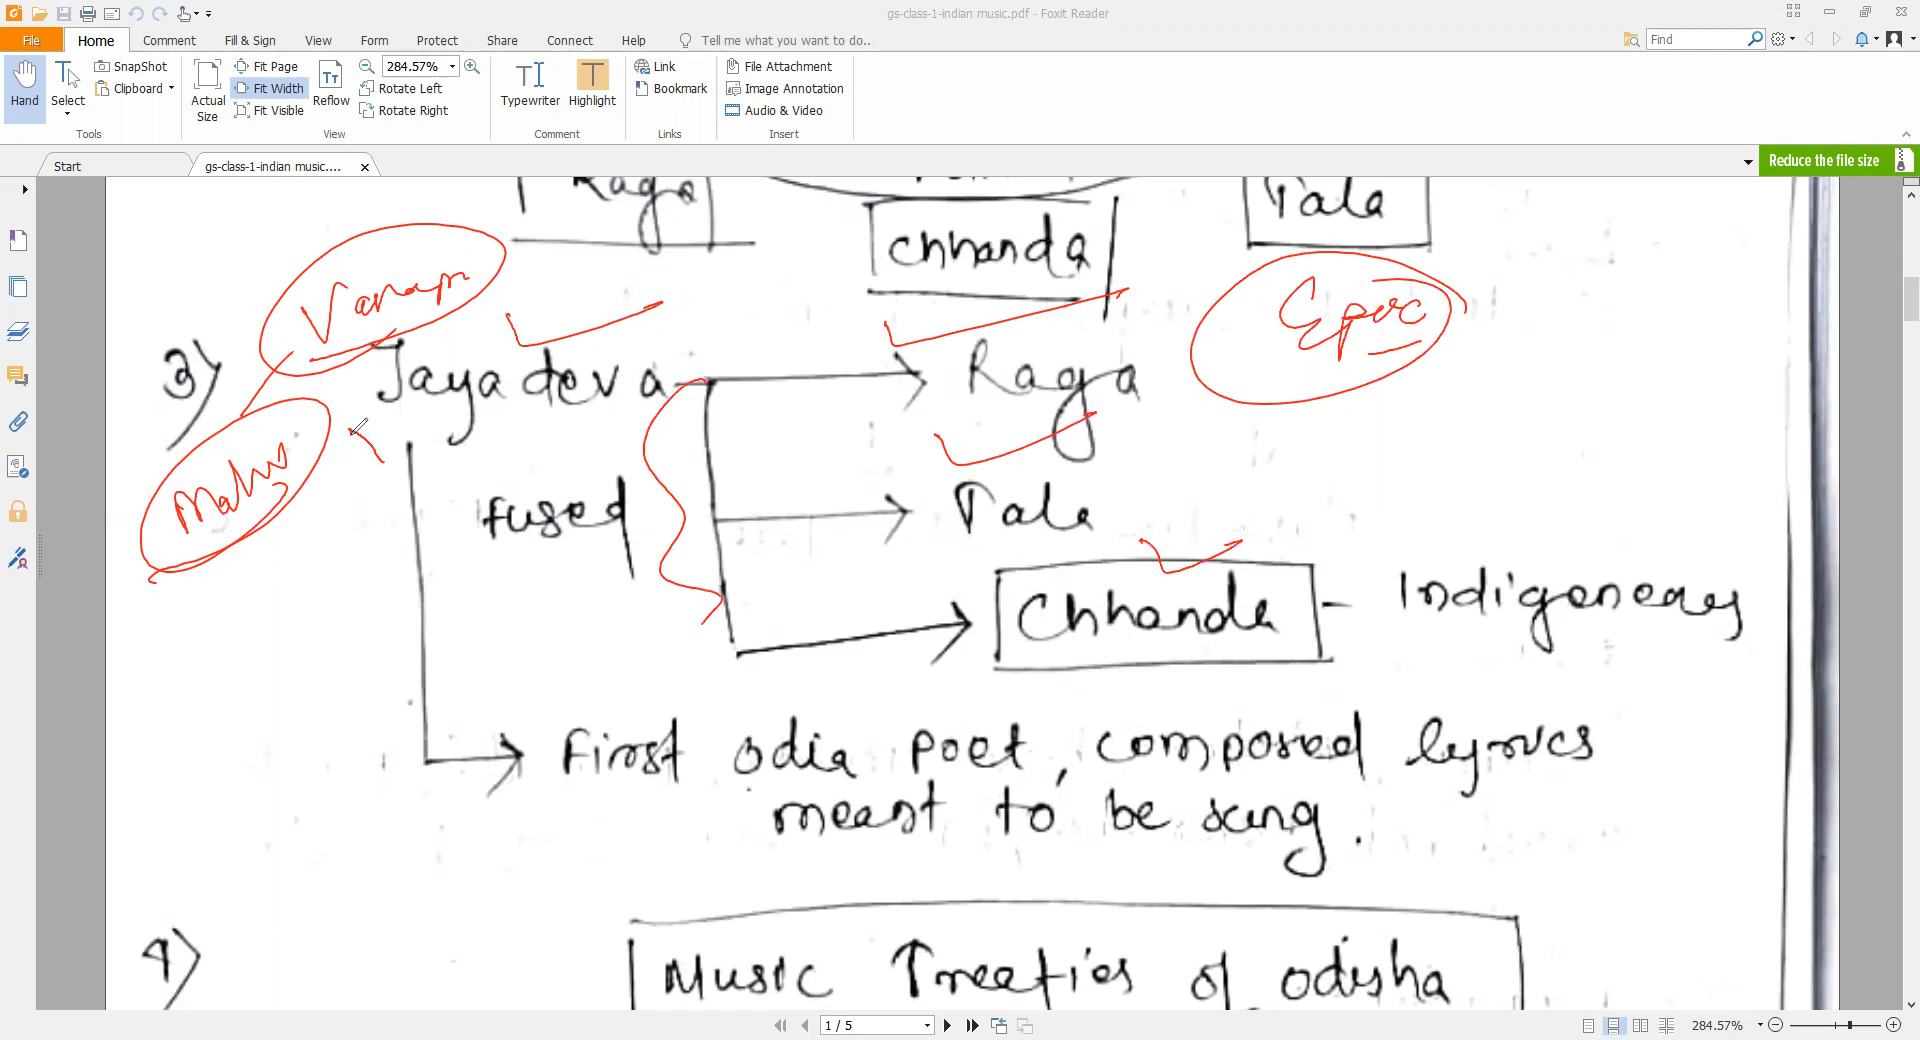 gs-class-1-indian music.pdf - Foxit Reader
File Home Comment Fill & Sign View Form Protect Share Connect Help Tell me what you want to do.. Find
Hand Select SnapShot Clipboard Actual Size Fit Page Fit Width Fit Visible Reflow 284.57% Rotate Left Rotate Right Typewriter Highlight Link Bookmark File Attachment Image Annotation Audio & Video
Tools View Comment Links Insert
Start gs-class-1-indian music.... Reduce the file size
Raga Tala
Chhanda
Epic
3) Jayadeva Raga
fused Tala
Chhanda - Indigeneous
First odia poet, composed lyrics
meant to be sung.
4)
Music Treeties of odisha
1 / 5 284.57%